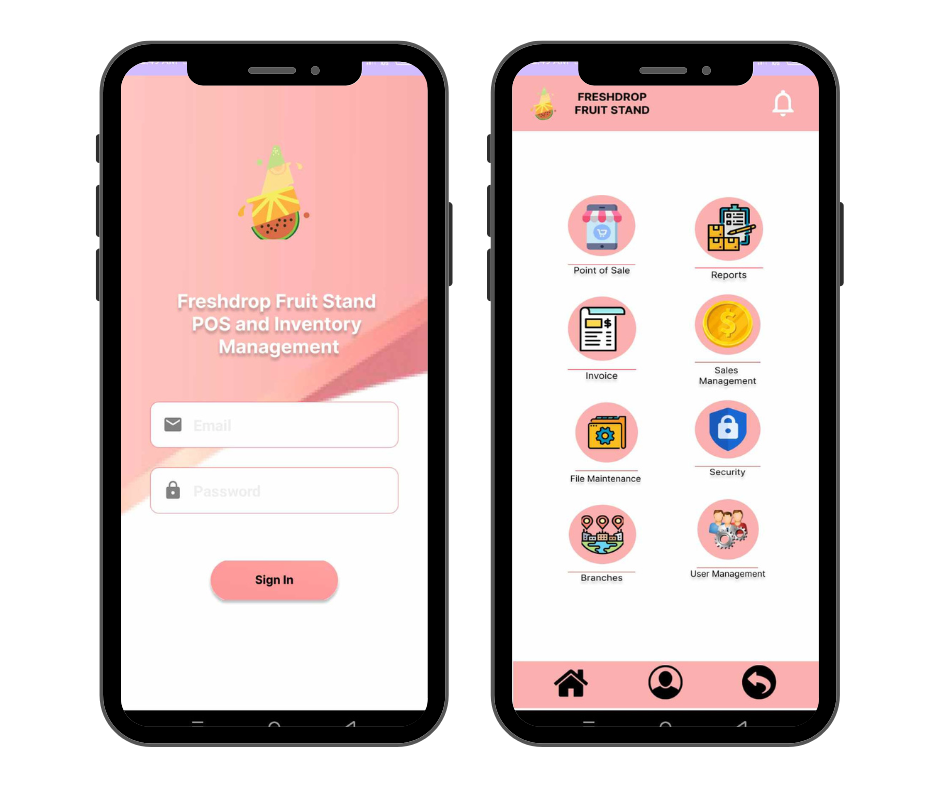 Freshdrop Fruit Stand
POS and Inventory
Management
Email
Password
Sign In
FRESHDROP
FRUIT STAND
Point of Sale
Reports
Invoice
Sales
Management
File Maintenance
Security
Branches
User Management